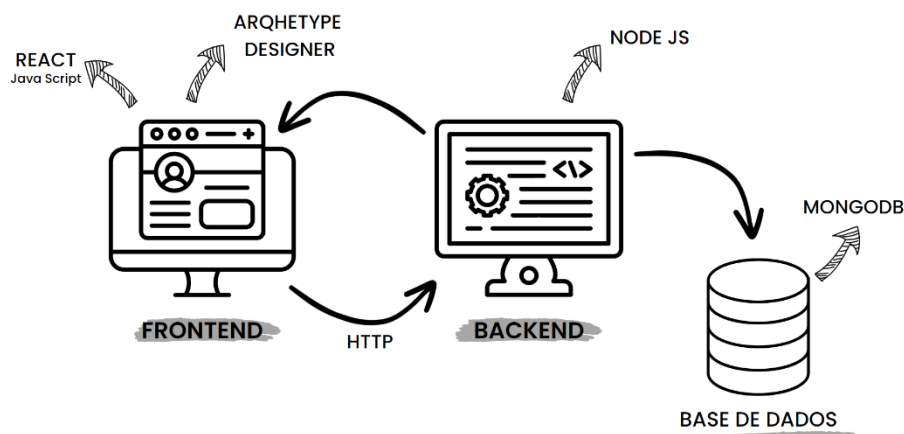 REACT
Java Script
ARQHETYPE
DESIGNER
NODE JS
MONGODB
FRONTEND
HTTP
BACKEND
BASE DE DADOS